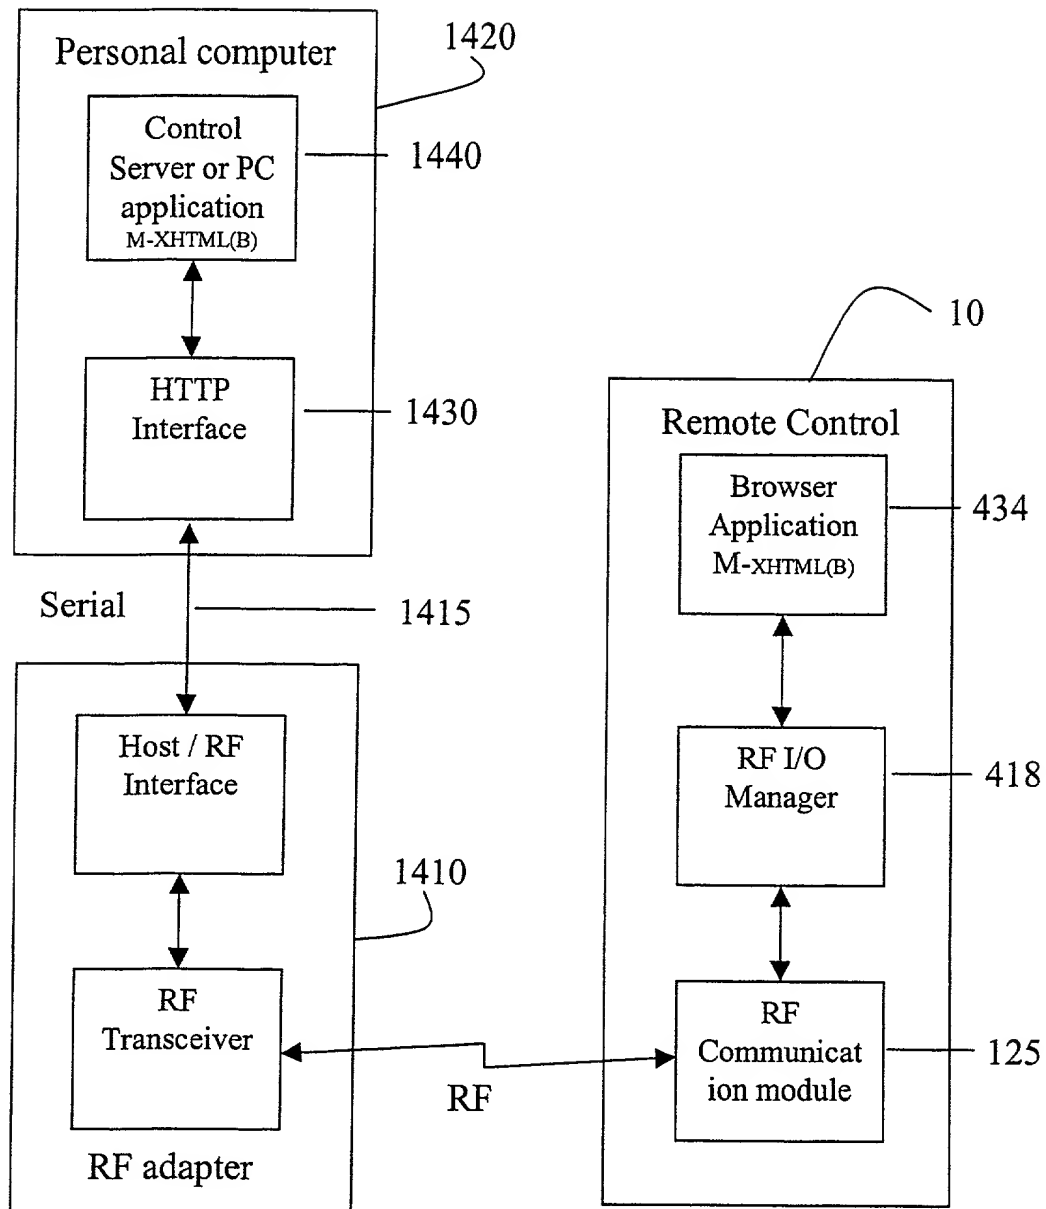 Personal computer
1420
Control
Server or PC
application
M-XHTML(B)
1440
HTTP
Interface
1430
Serial
1415
Host / RF
Interface
1410
RF
Transceiver
RF adapter
RF
10
Remote Control
Browser
Application
M-XHTML(B)
434
RF I/O
Manager
418
RF
Communicat
ion module
125